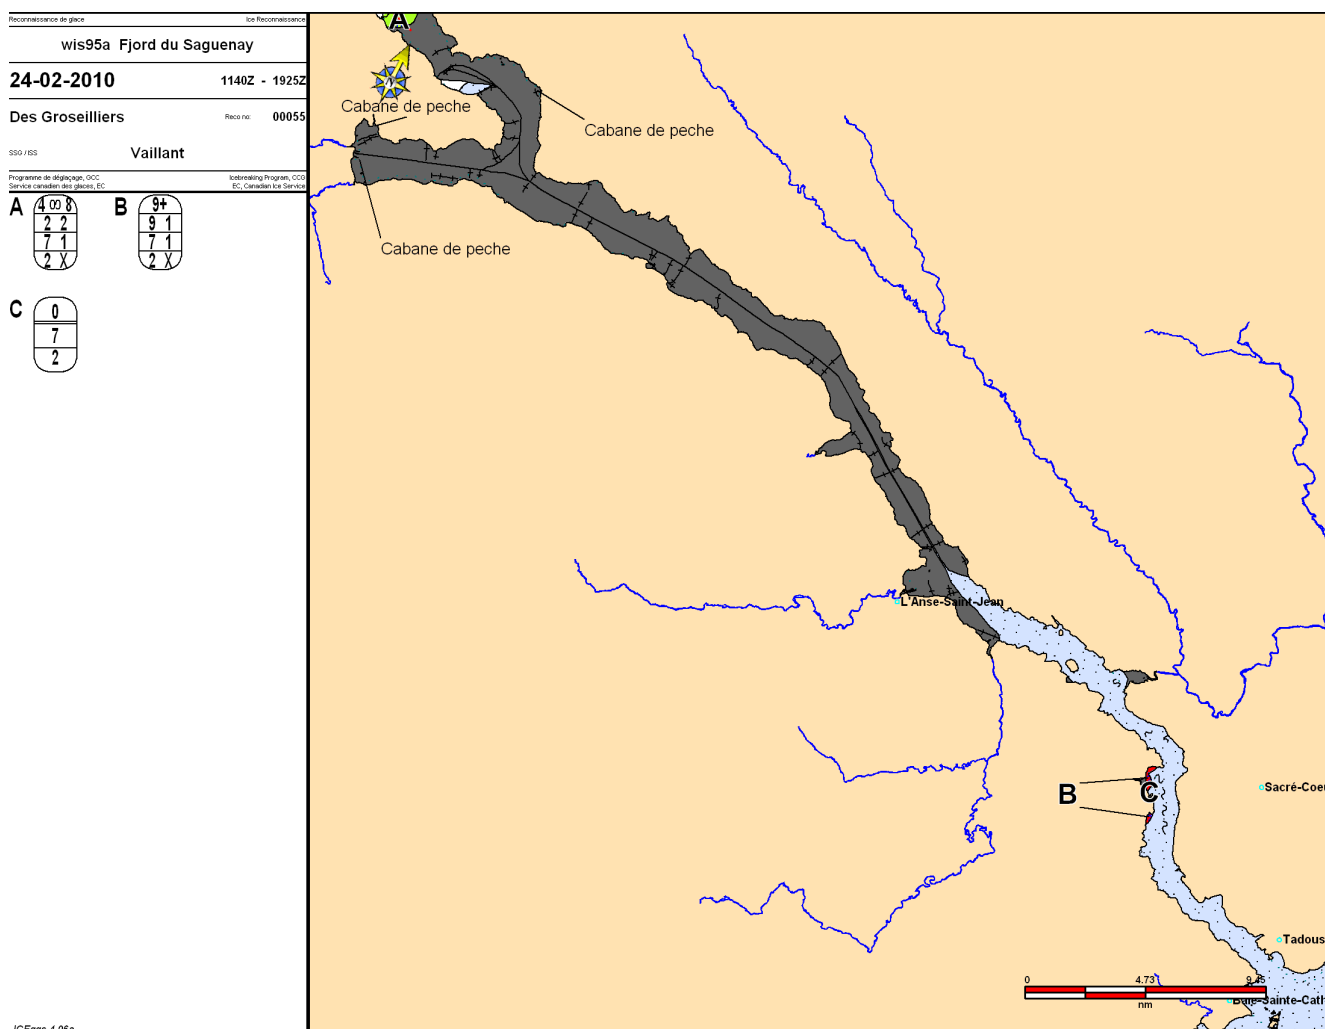 Reconnaissance de glace Ice Reconnaissance
wis95a Fjord du Saguenay
24-02-2010 1140Z - 1925Z
Des Groseilliers Reco no: 00055
SSG / ISS Vaillant
Programme de déglaçage, GCC Icebreaking Program, CCG
Service canadien des glaces, EC EC, Canadian Ice Service
A 4 ∞ 8 B 9+
2 2 9 1
7 1 7 1
2 X 2 X
C 0
7
2
A
Cabane de peche
Cabane de peche
Cabane de peche
L'Anse-Saint-Jean
B C Sacré-Coeu
Tadous
0 4.73 9.45
nm
Baie-Sainte-Cath